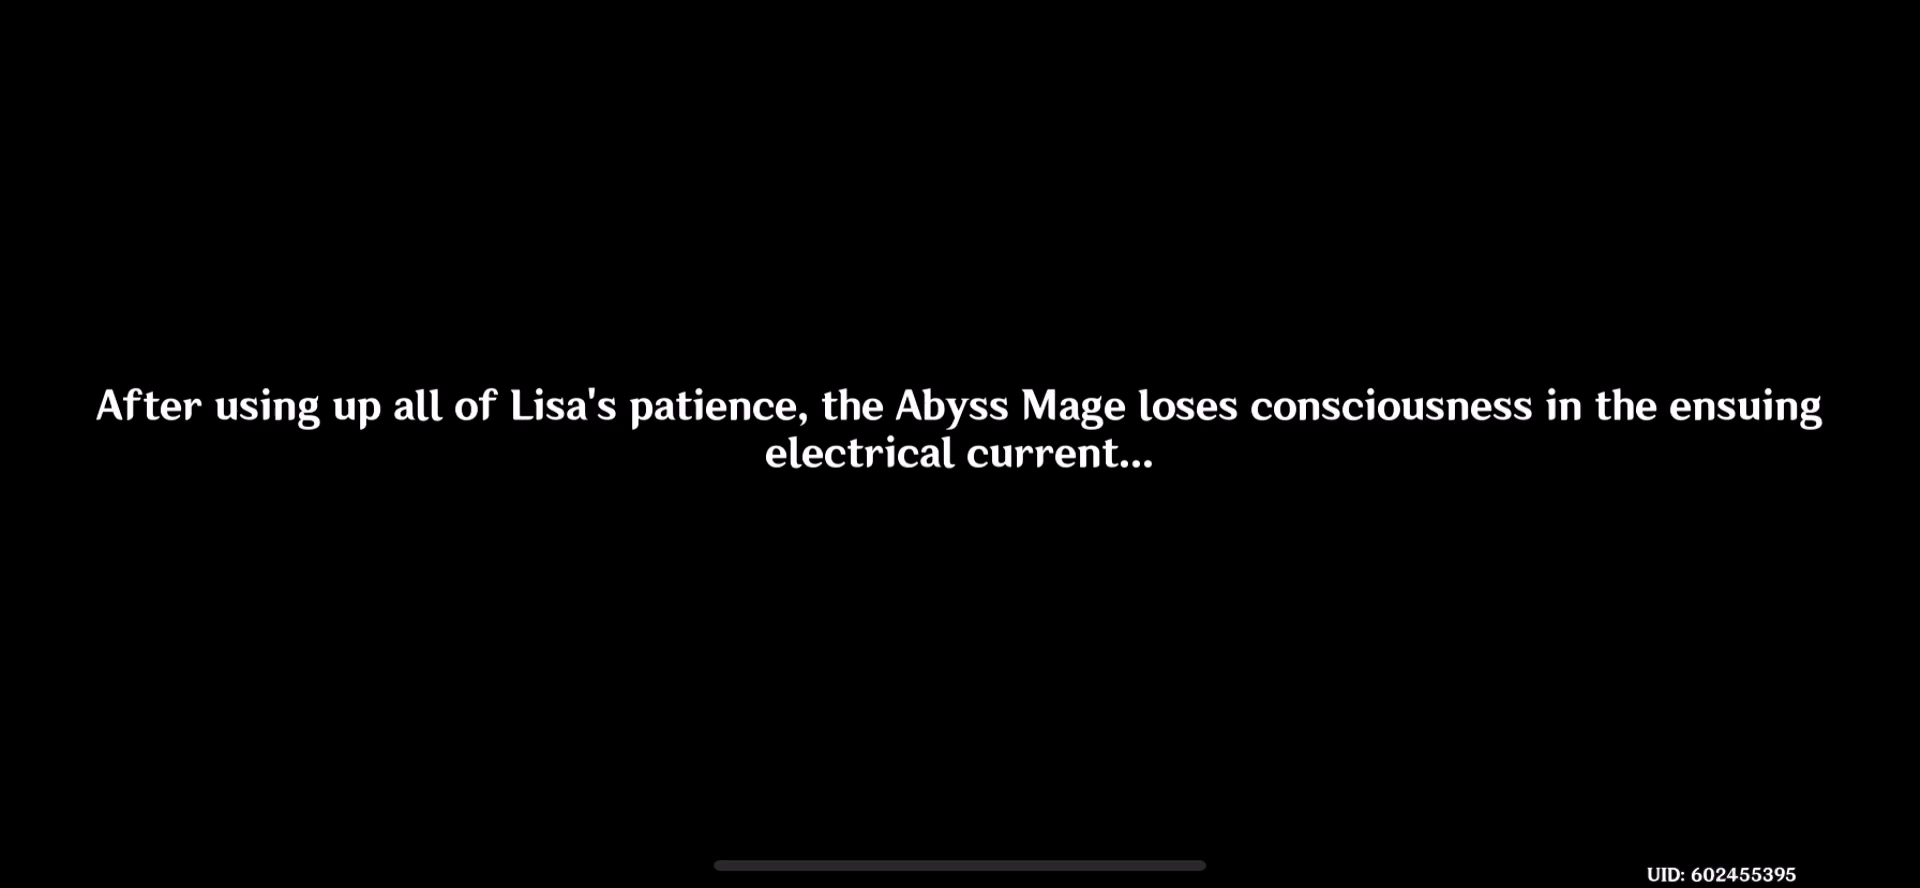 After using up all of Lisa's patience, the Abyss Mage loses consciousness in the ensuing
electrical current...
UID: 602455395